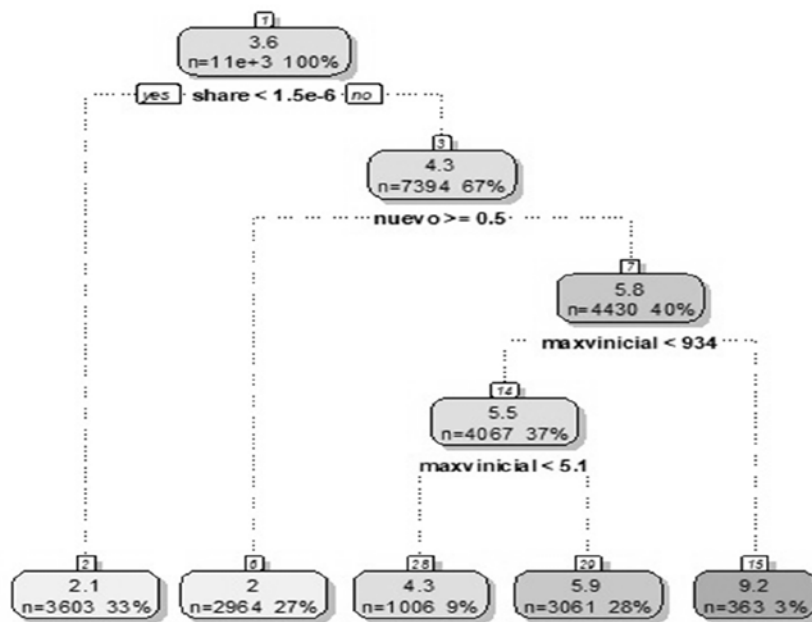 1
3.6
n=11e+3 100%
yes share < 1.5e-6 no
3
4.3
n=7394 67%
nuevo >= 0.5
7
5.8
n=4430 40%
maxvinicial < 934
14
5.5
n=4067 37%
maxvinicial < 5.1
2 6 28 29 15
2.1 2 4.3 5.9 9.2
n=3603 33% n=2964 27% n=1006 9% n=3061 28% n=363 3%